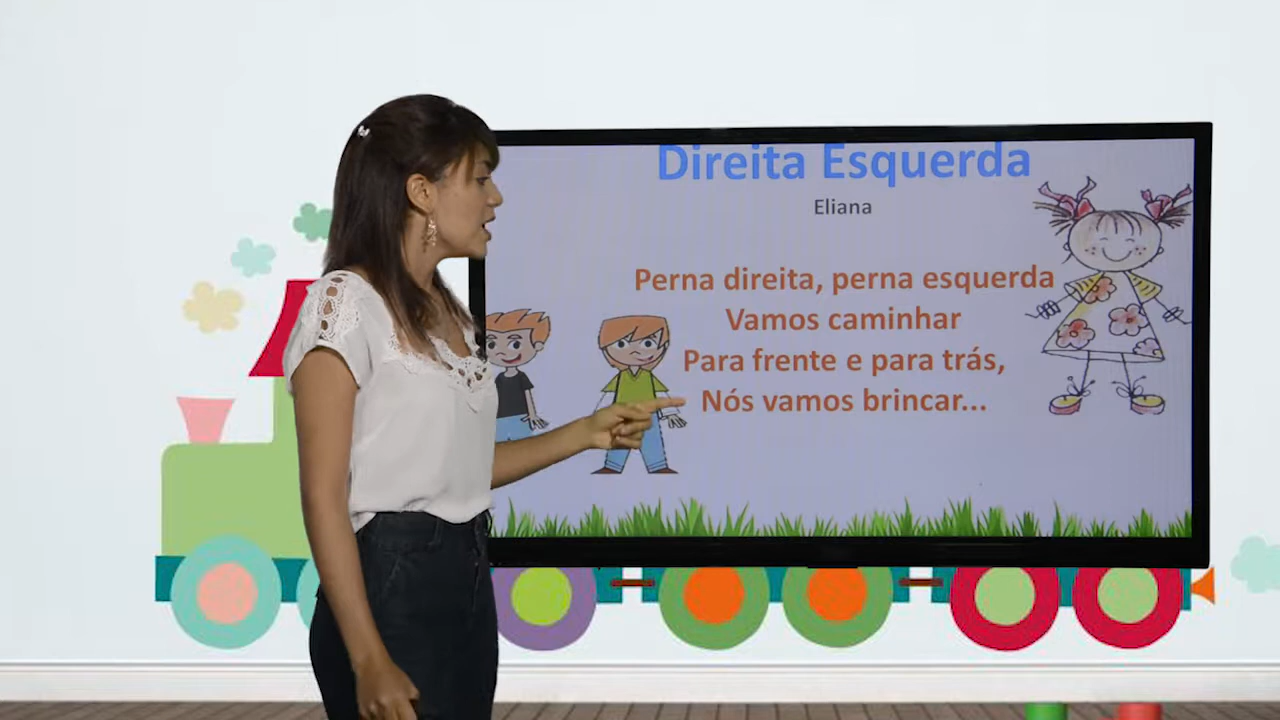 Direita Esquerda
Eliana
Perna direita, perna esquerda
Vamos caminhar
Para frente e para trás,
Nós vamos brincar...